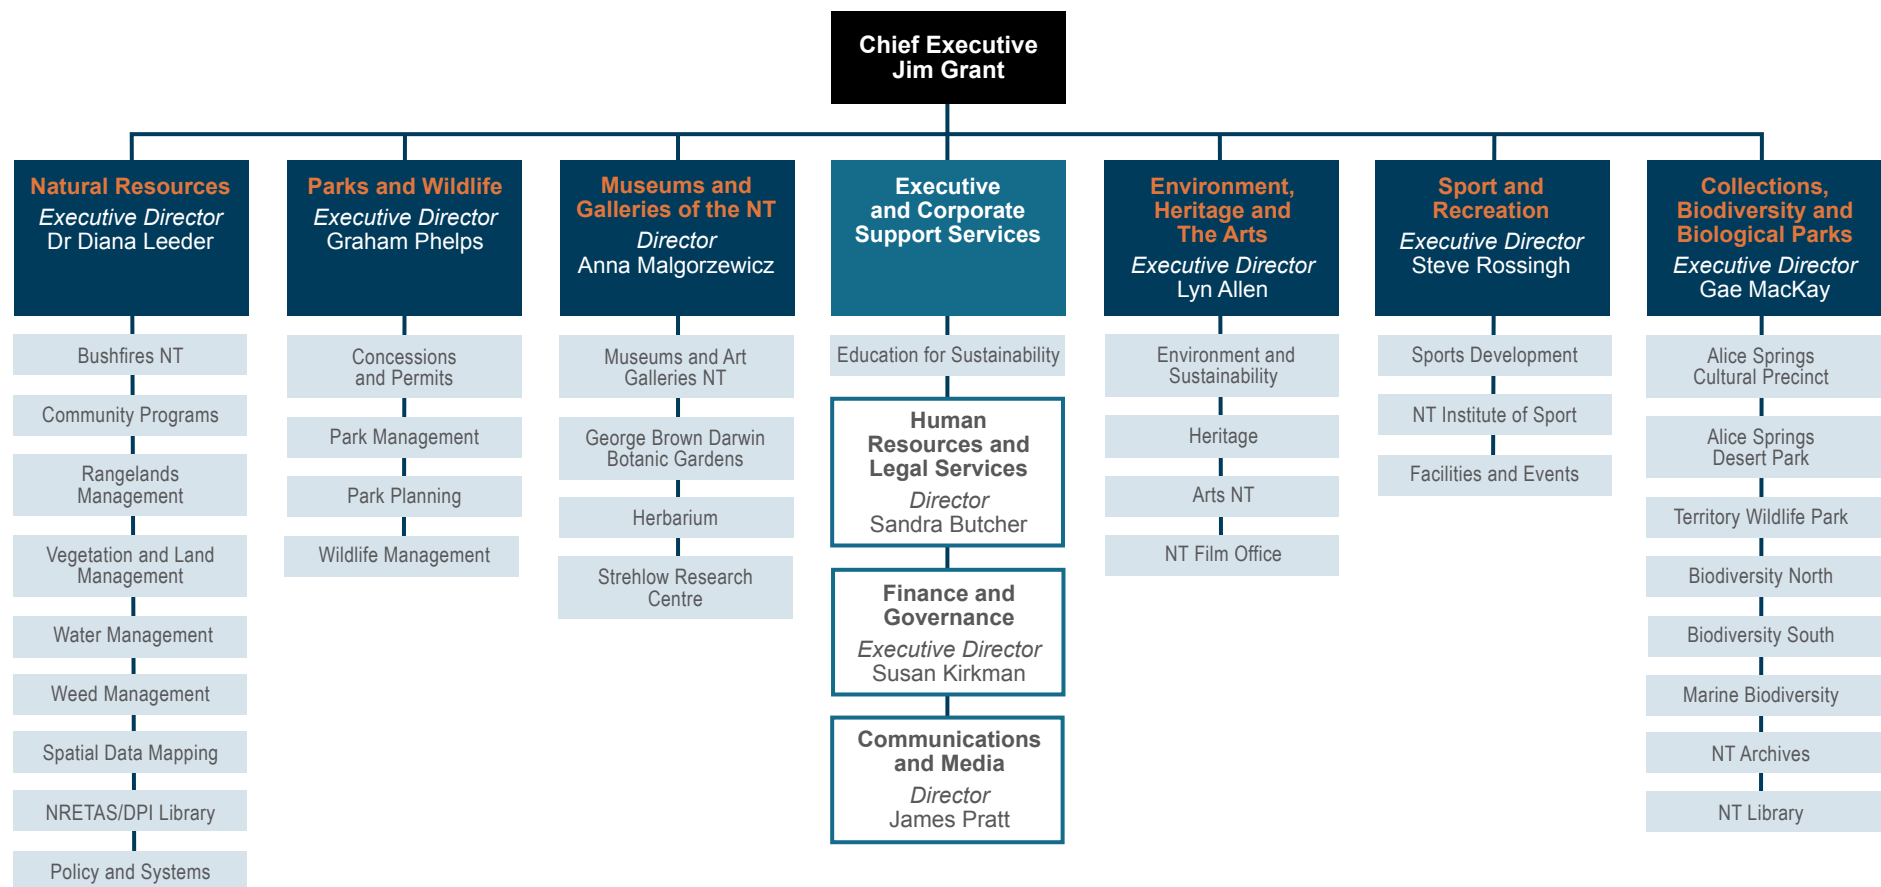 Chief Executive
Jim Grant
Natural Resources
Executive Director
Dr Diana Leeder
Bushfires NT
Community Programs
Rangelands
Management
Vegetation and Land
Management
Water Management
Weed Management
Spatial Data Mapping
NRETAS/DPI Library
Policy and Systems
Parks and Wildlife
Executive Director
Graham Phelps
Concessions
and Permits
Park Management
Park Planning
Wildlife Management
Museums and
Galleries of the NT
Director
Anna Malgorzewicz
Museums and Art
Galleries NT
George Brown Darwin
Botanic Gardens
Herbarium
Strehlow Research
Centre
Executive
and Corporate
Support Services
Education for Sustainability
Human
Resources and
Legal Services
Director
Sandra Butcher
Finance and
Governance
Executive Director
Susan Kirkman
Communications
and Media
Director
James Pratt
Environment,
Heritage and
The Arts
Executive Director
Lyn Allen
Environment and
Sustainability
Heritage
Arts NT
NT Film Office
Sport and
Recreation
Executive Director
Steve Rossingh
Sports Development
NT Institute of Sport
Facilities and Events
Collections,
Biodiversity and
Biological Parks
Executive Director
Gae MacKay
Alice Springs
Cultural Precinct
Alice Springs
Desert Park
Territory Wildlife Park
Biodiversity North
Biodiversity South
Marine Biodiversity
NT Archives
NT Library